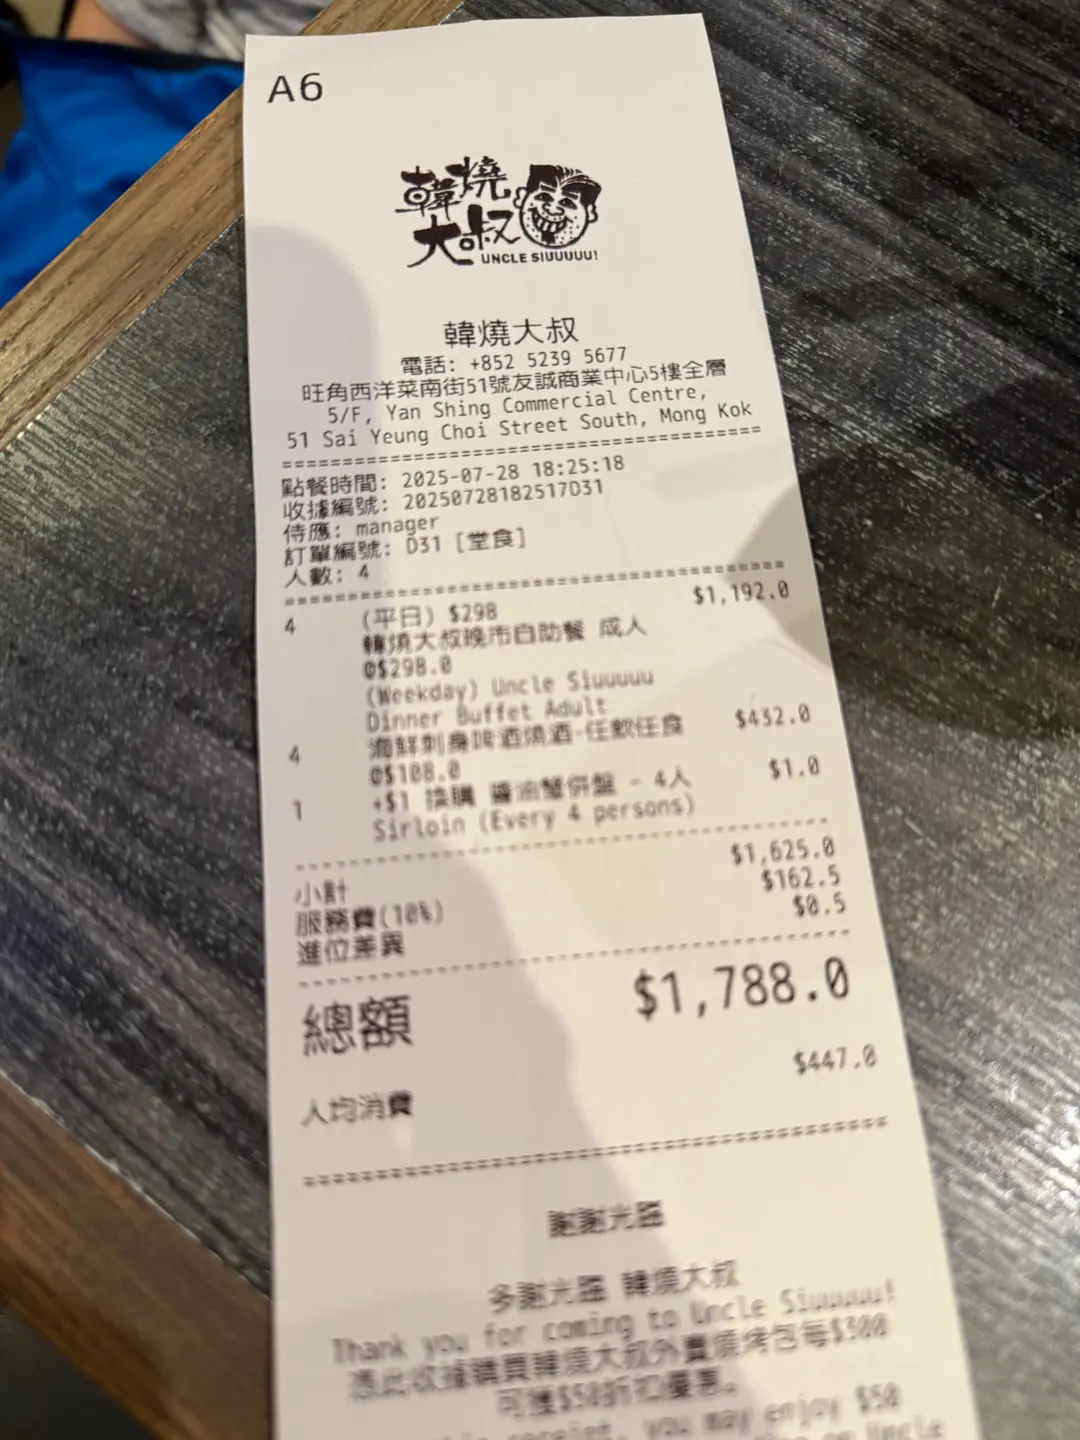 A6
韓燒
大叔
UNCLE SIUUUUU!
韓燒大叔
電話: +852 5239 5677
旺角西洋菜南街51號友誠商業中心5樓全層
5/F, Yan Shing Commercial Centre,
51 Sai Yeung Choi Street South, Mong Kok
點餐時間: 2025-07-28 18:25:18
收據編號: 20250728182517D31
侍應: manager
訂單編號: D31 [堂食]
人數: 4
4 (平日) $298 $1,192.0
韓燒大叔晚市自助餐 成人
@$298.0
(Weekday) Uncle Siuuuuu
Dinner Buffet Adult
4 海鮮刺身啤酒燒酒-任飲任食 $432.0
@$108.0
1 +$1 換購 醬油蟹併盤 - 4人 $1.0
Sirloin (Every 4 persons)
小計 $1,625.0
服務費(10%) $162.5
進位差異 $0.5
總額 $1,788.0
人均消費 $447.0
謝謝光臨
多謝光臨 韓燒大叔
Thank you for coming to Uncle Siuuuuu!
憑此收據購買韓燒大叔外賣燒烤包每$300
可獲$50折扣優惠。
receipt, you may enjoy $50
on Uncle